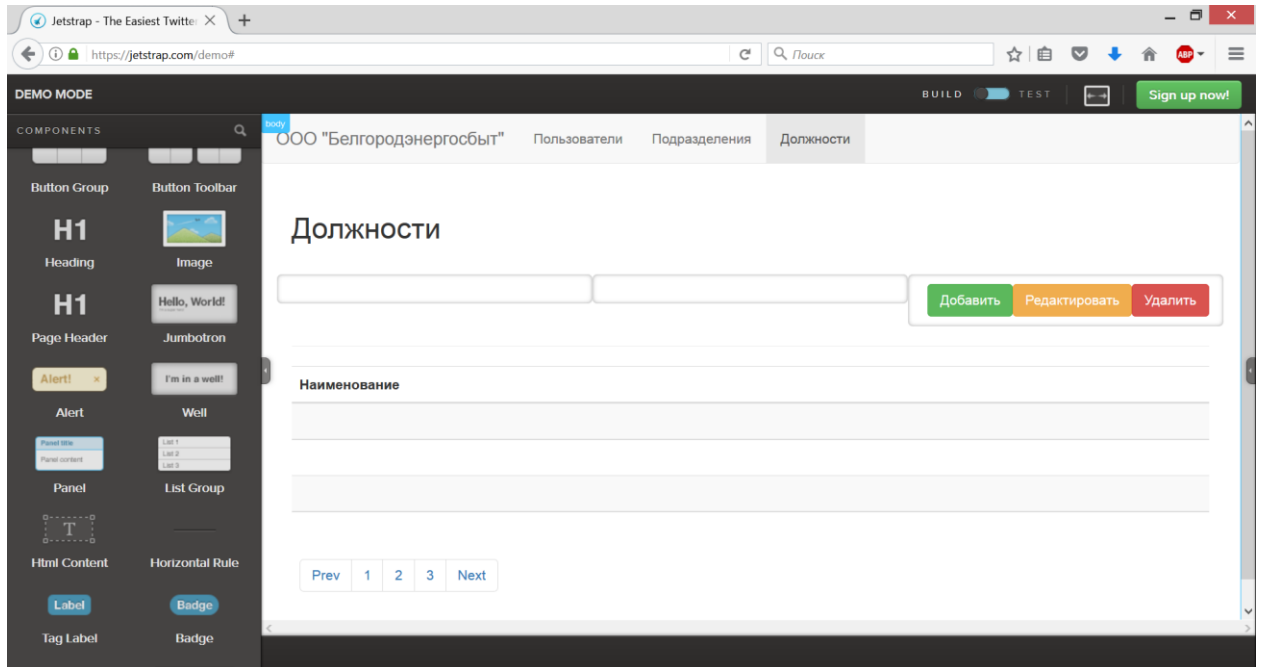 Jetstrap - The Easiest Twitte
https://jetstrap.com/demo#
Поиск
ABP
DEMO MODE
BUILD TEST
Sign up now!
COMPONENTS
body
ООО "Белгородэнергосбыт" Пользователи Подразделения Должности
Button Group Button Toolbar
H1
Heading Image
H1 Hello, World!
Page Header Jumbotron
Alert! × I'm in a well!
Alert Well
Panel title
Panel content
List 1
List 2
List 3
Panel List Group
T
Html Content Horizontal Rule
Label Badge
Tag Label Badge
Должности
Добавить Редактировать Удалить
Наименование
Prev 1 2 3 Next